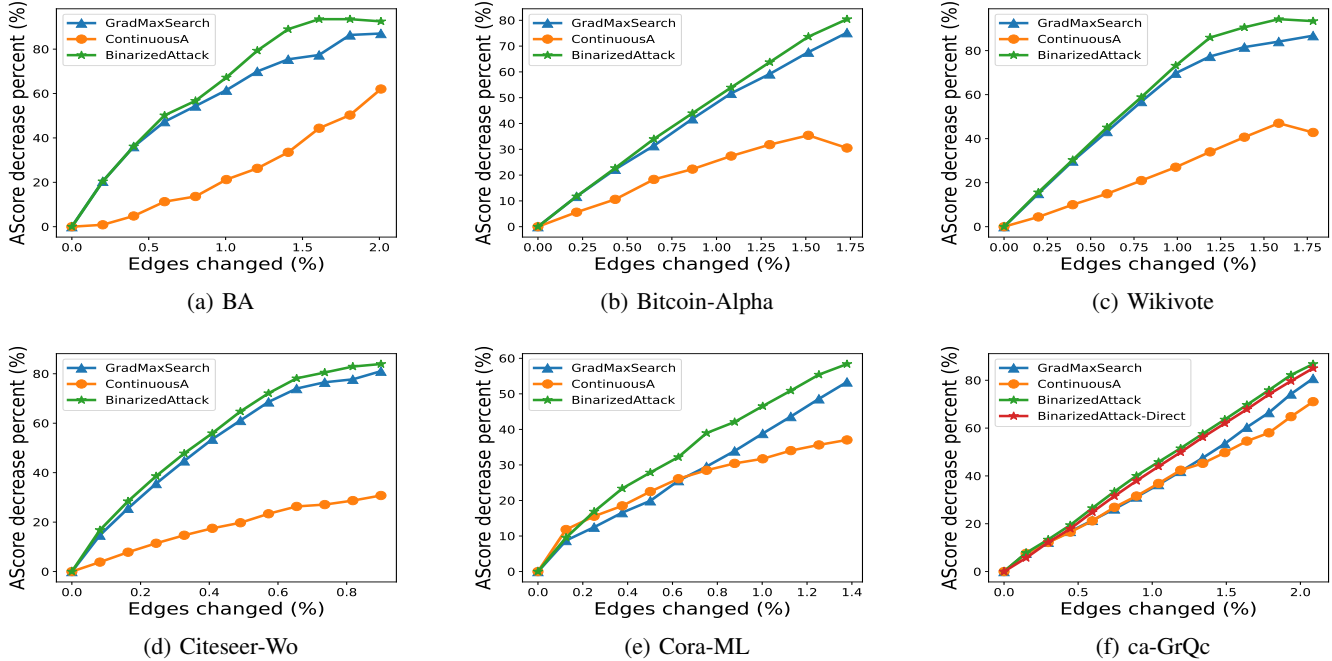 AScore decrease percent (%)
80
60
40
20
0
GradMaxSearch
ContinuousA
BinarizedAttack
0.0
0.5
1.0
1.5
2.0
Edges changed (%)
(a) BA
AScore decrease percent (%)
80
70
60
50
40
30
20
10
0
GradMaxSearch
ContinuousA
BinarizedAttack
0.00
0.25
0.50
0.75
1.00
1.25
1.50
1.75
Edges changed (%)
(b) Bitcoin-Alpha
AScore decrease percent (%)
80
60
40
20
0
GradMaxSearch
ContinuousA
BinarizedAttack
0.00
0.25
0.50
0.75
1.00
1.25
1.50
1.75
Edges changed (%)
(c) Wikivote
AScore decrease percent (%)
80
60
40
20
0
GradMaxSearch
ContinuousA
BinarizedAttack
0.0
0.2
0.4
0.6
0.8
Edges changed (%)
(d) Citeseer-Wo
AScore decrease percent (%)
60
50
40
30
20
10
0
GradMaxSearch
ContinuousA
BinarizedAttack
0.0
0.2
0.4
0.6
0.8
1.0
1.2
1.4
Edges changed (%)
(e) Cora-ML
AScore decrease percent (%)
80
60
40
20
0
GradMaxSearch
ContinuousA
BinarizedAttack
BinarizedAttack-Direct
0.0
0.5
1.0
1.5
2.0
Edges changed (%)
(f) ca-GrQc